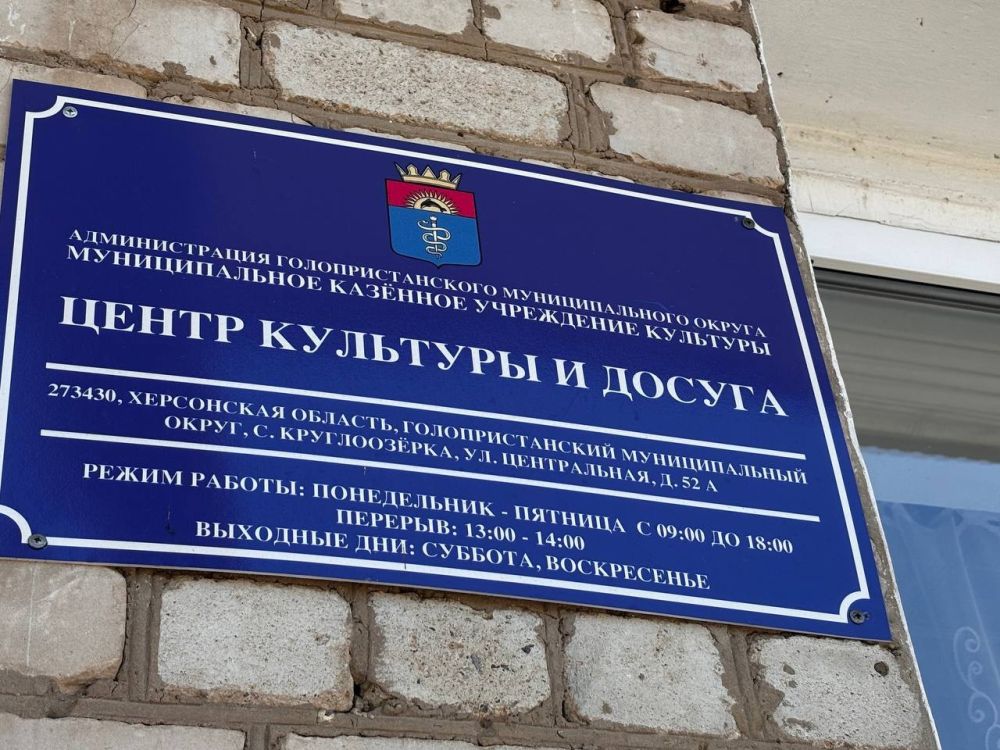 АДМИНИСТРАЦИЯ ГОЛОПРИСТАНСКОГО МУНИЦИПАЛЬНОГО ОКРУГА
МУНИЦИПАЛЬНОЕ КАЗЁННОЕ УЧРЕЖДЕНИЕ КУЛЬТУРЫ
ЦЕНТР КУЛЬТУРЫ И ДОСУГА
273430, ХЕРСОНСКАЯ ОБЛАСТЬ, ГОЛОПРИСТАНСКИЙ МУНИЦИПАЛЬНЫЙ
ОКРУГ, С. КРУГЛООЗЁРКА, УЛ. ЦЕНТРАЛЬНАЯ, Д. 52 А
РЕЖИМ РАБОТЫ: ПОНЕДЕЛЬНИК - ПЯТНИЦА С 09:00 ДО 18:00
ПЕРЕРЫВ: 13:00 - 14:00
ВЫХОДНЫЕ ДНИ: СУББОТА, ВОСКРЕСЕНЬЕ